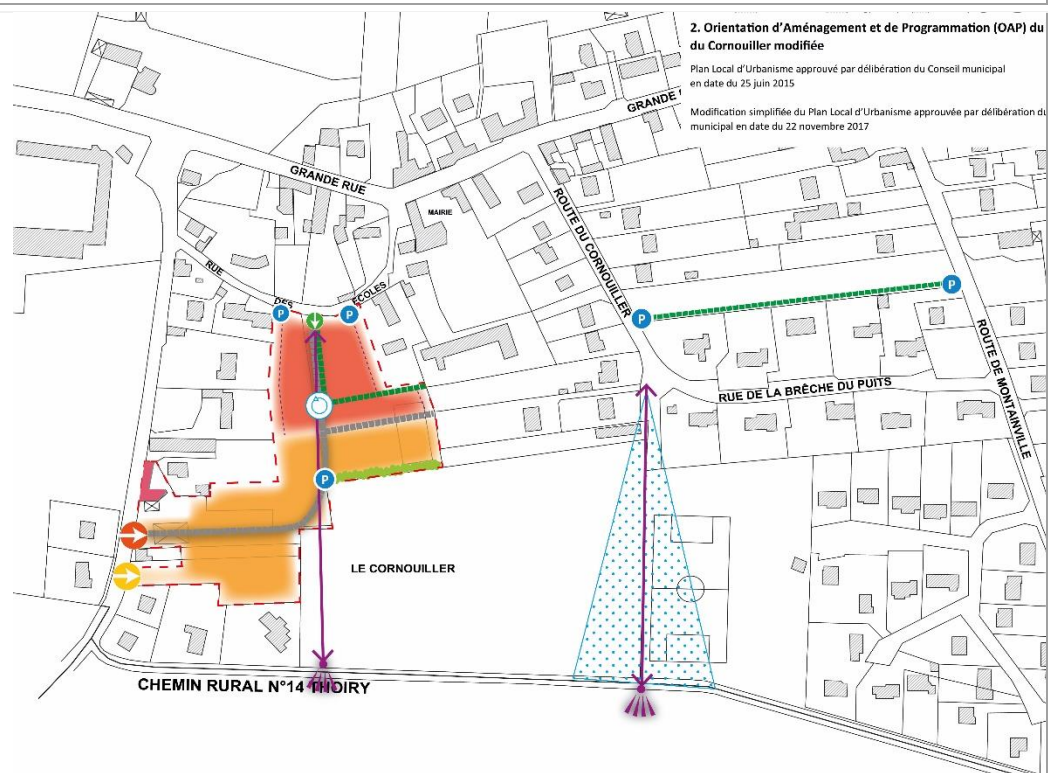 2. Orientation d'Aménagement et de Programmation (OAP) du
du Cornouiller modifiée
Plan Local d'Urbanisme approuvé par délibération du Conseil municipal
en date du 25 juin 2015
Modification simplifiée du Plan Local d'Urbanisme approuvée par délibération du
municipal en date du 22 novembre 2017
GRANDE
GRANDE RUE
MAIRIE
ROUTE DU CORNOUILLER
RUE
DES
ÉCOLES
P
P
P
P
ROUTE DE MONTAINVILLE
RUE DE LA BRÈCHE DU PUITS
P
LE CORNOUILLER
CHEMIN RURAL N°14 THOIRY